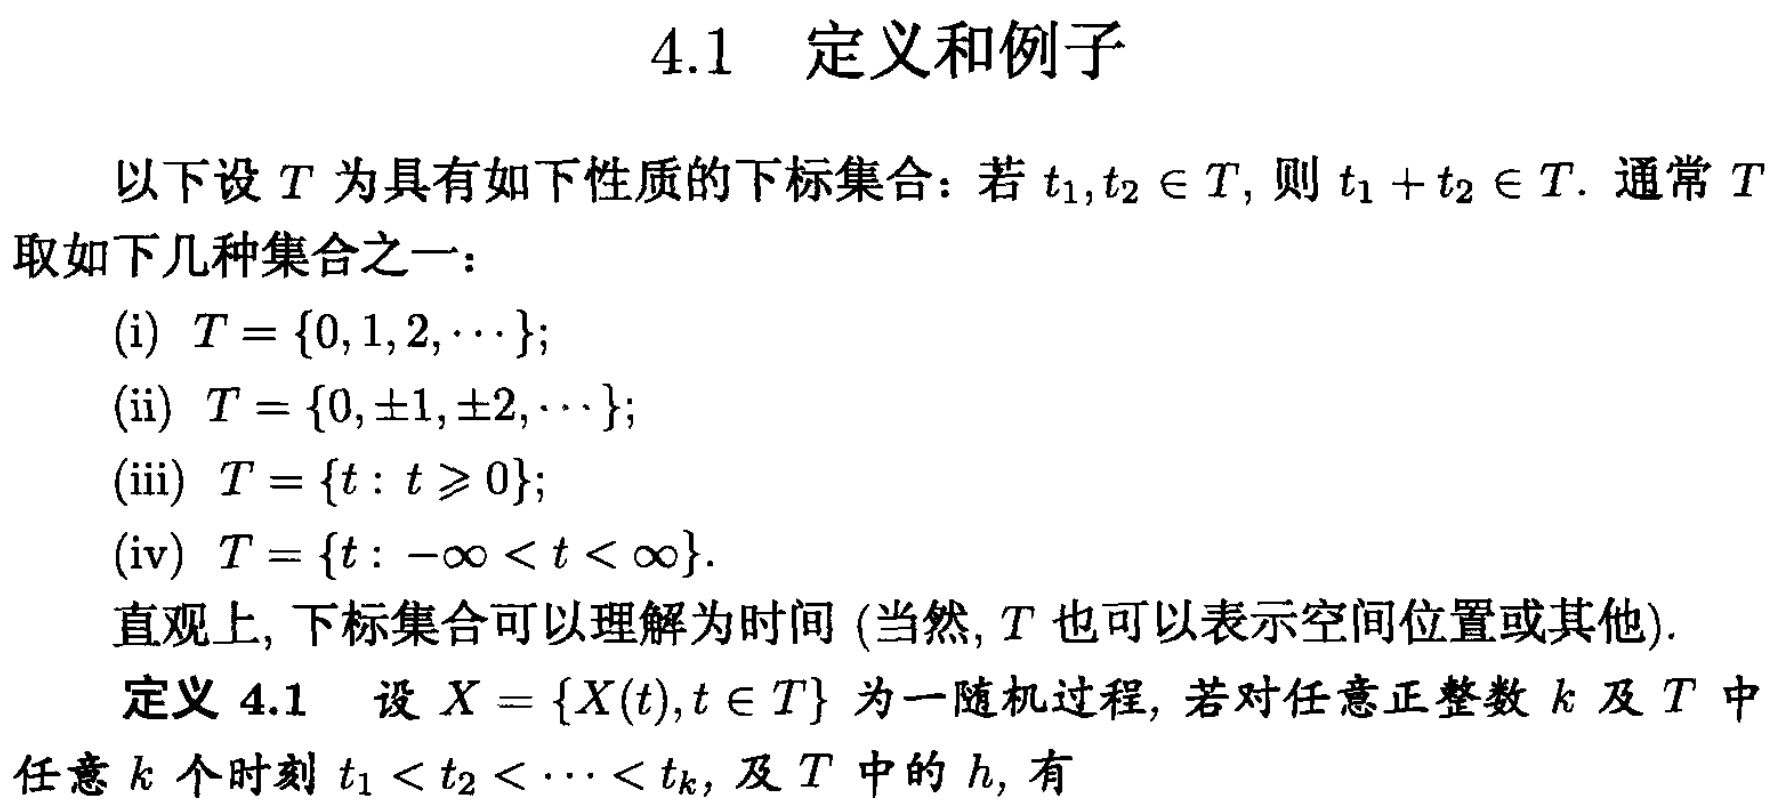 4.1 定义和例子
以下设 T 为具有如下性质的下标集合：若 t₁, t₂ ∈ T, 则 t₁ + t₂ ∈ T. 通常 T
取如下几种集合之一：
(i) T = {0, 1, 2, ⋯};
(ii) T = {0, ±1, ±2, ⋯};
(iii) T = {t : t ⩾ 0};
(iv) T = {t : −∞ < t < ∞}.
直观上, 下标集合可以理解为时间 (当然, T 也可以表示空间位置或其他).
定义 4.1 设 X = {X(t), t ∈ T} 为一随机过程, 若对任意正整数 k 及 T 中
任意 k 个时刻 t₁ < t₂ < ⋯ < tₖ, 及 T 中的 h, 有